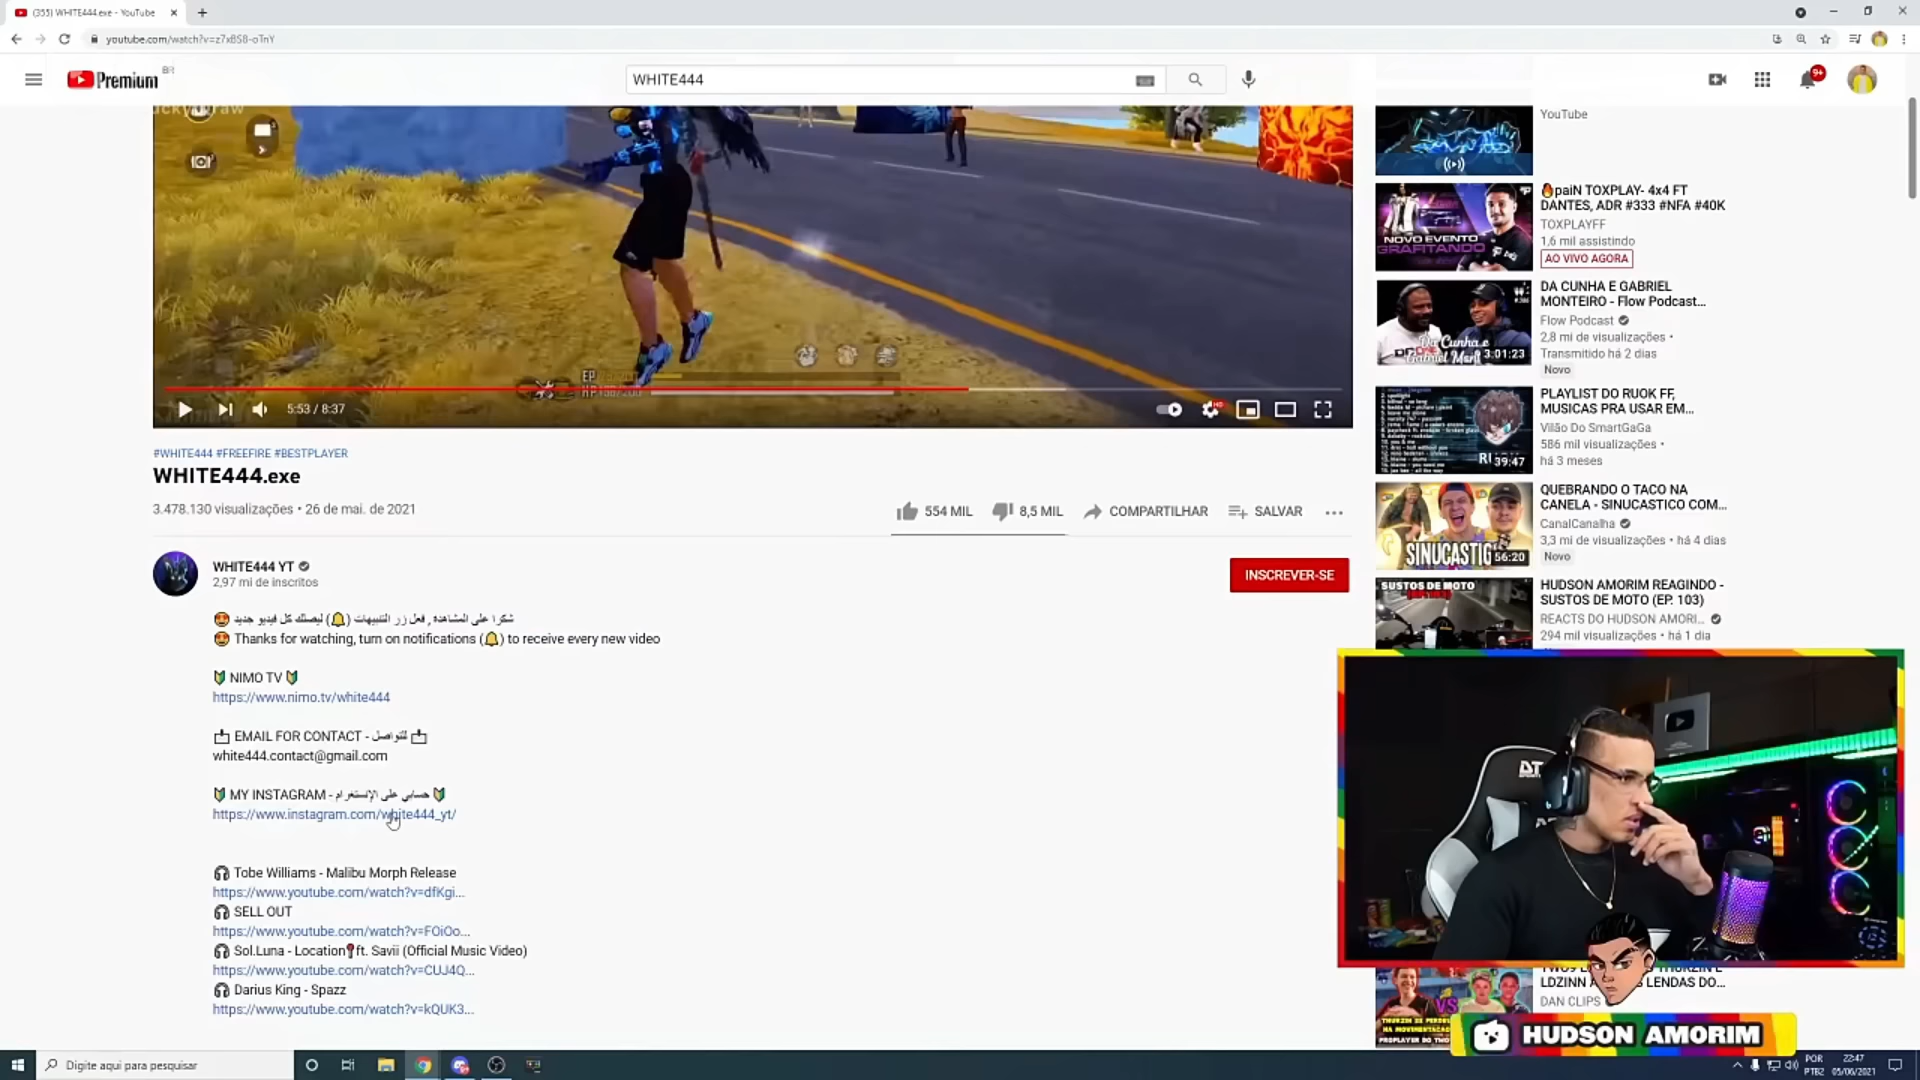 (355) WHITE444.exe - YouTube
youtube.com/watch?v=z7xBS8-oTnY
Premium
BR
WHITE444
9+
5:53 / 8:37
#WHITE444 #FREEFIRE #BESTPLAYER
WHITE444.exe
3.478.130 visualizações • 26 de mai. de 2021
554 MIL
8,5 MIL
COMPARTILHAR
SALVAR
WHITE444 YT
2,97 mi de inscritos
INSCREVER-SE
شكرا على المشاهدة , فعل زر التنبيهات (🔔) ليصلك كل فيديو جديد
Thanks for watching, turn on notifications (🔔) to receive every new video
🔰 NIMO TV 🔰
https://www.nimo.tv/white444
EMAIL FOR CONTACT - للتواصل
white444.contact@gmail.com
🔰 MY INSTAGRAM - حسابي على الإنستغرام 🔰
https://www.instagram.com/white444_yt/
Tobe Williams - Malibu Morph Release
https://www.youtube.com/watch?v=dfKgi...
SELL OUT
https://www.youtube.com/watch?v=FOiOo...
Sol.Luna - Location📍ft. Savii (Official Music Video)
https://www.youtube.com/watch?v=CUJ4Q...
Darius King - Spazz
https://www.youtube.com/watch?v=kQUK3...
YouTube
🔥paiN TOXPLAY- 4x4 FT
DANTES, ADR #333 #NFA #40K
TOXPLAYFF
1,6 mil assistindo
AO VIVO AGORA
NOVO EVENTO
GRAFITANDO
DA CUNHA E GABRIEL
MONTEIRO - Flow Podcast...
Flow Podcast
2,8 mi de visualizações •
Transmitido há 2 dias
Novo
Da Cunha e
3:01:23
PLAYLIST DO RUOK FF,
MUSICAS PRA USAR EM...
Vilão Do SmartGaGa
586 mil visualizações •
há 3 meses
39:47
QUEBRANDO O TACO NA
CANELA - SINUCASTICO COM...
CanalCanalha
3,3 mi de visualizações • há 4 dias
Novo
56:20
HUDSON AMORIM REAGINDO -
SUSTOS DE MOTO (EP. 103)
REACTS DO HUDSON AMORI...
294 mil visualizações • há 1 dia
SUSTOS DE MOTO
(EP. 103)
LDZINN
LENDAS DO...
DAN CLIPS
VS
HUDSON AMORIM
Digite aqui para pesquisar
POR
PTB2
22:47
05/06/2021